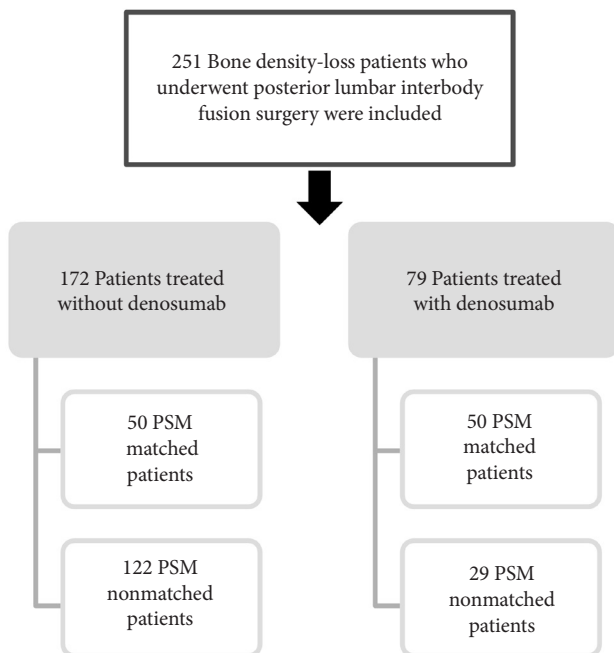 251 Bone density-loss patients who
underwent posterior lumbar interbody
fusion surgery were included
172 Patients treated
without denosumab
79 Patients treated
with denosumab
50 PSM
matched
patients
50 PSM
matched
patients
122 PSM
nonmatched
patients
29 PSM
nonmatched
patients